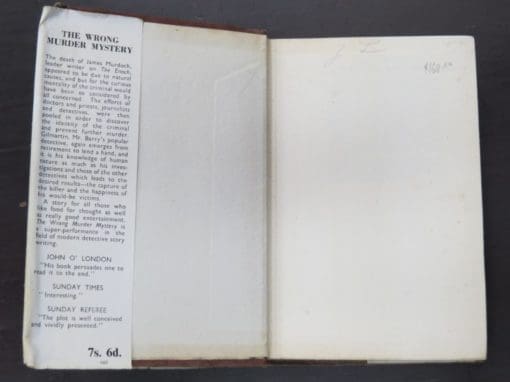 THE WRONG
MURDER MYSTERY
The death of James Murdoch,
leader writer on The Enoch,
appeared to be due to natural
causes, and but for the curious
mentality of the criminal would
have been so considered by
all concerned. The efforts of
doctors and priests, journalists
and detectives, were then
pooled in order to discover
the identity of the criminal
and prevent further murder.
Gilmartin, Mr. Barry's popular
detective, again emerges from
retirement to lend a hand, and
it is his knowledge of human
nature as much as his inves-
tigations and those of the other
detectives which leads to the
desired results—the capture of
the killer and the happiness of
his would-be victims.
A story for all those who
like food for thought as well
as really good entertainment.
The Wrong Murder Mystery is
a super-performance in the
field of modern detective story
writing.
JOHN O' LONDON
"His book persuades one to
read it to the end."
SUNDAY TIMES
"Interesting."
SUNDAY REFEREE
"The plot is well conceived
and vividly presented."
7s. 6d.